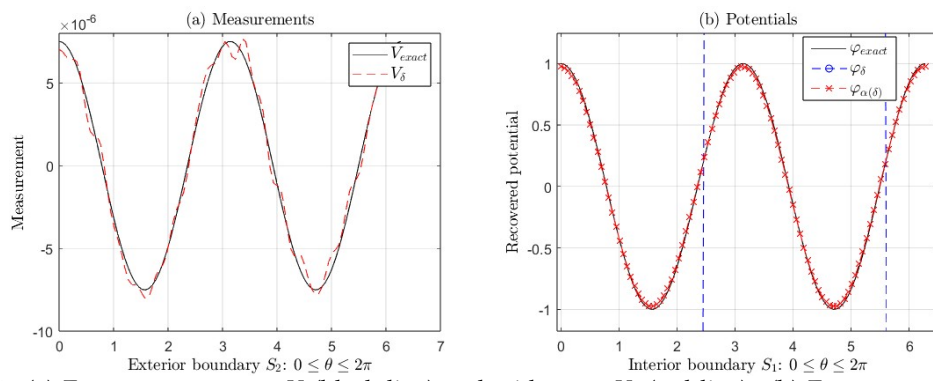 (a) Measurements
×10⁻⁶
5
0
-5
-10
Measurement
V_exact
V_δ
0 1 2 3 4 5 6 7
Exterior boundary S₂: 0 ≤ θ ≤ 2π
(b) Potentials
1
0.5
0
-0.5
-1
Recovered potential
φ_exact
φ_δ
φ_α(δ)
0 1 2 3 4 5 6
Interior boundary S₁: 0 ≤ θ ≤ 2π